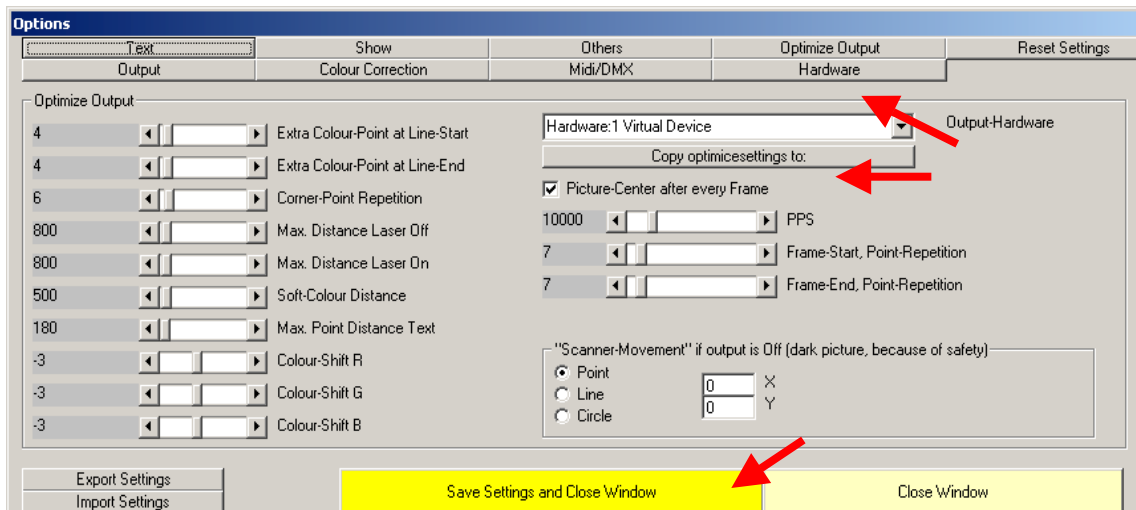 Options
Text
Show
Others
Optimize Output
Reset Settings
Output
Colour Correction
Midi/DMX
Hardware
Optimize Output
4 Extra Colour-Point at Line-Start
4 Extra Colour-Point at Line-End
6 Corner-Point Repetition
800 Max. Distance Laser Off
800 Max. Distance Laser On
500 Soft-Colour Distance
180 Max. Point Distance Text
-3 Colour-Shift R
-3 Colour-Shift G
-3 Colour-Shift B
Hardware:1 Virtual Device Output-Hardware
Copy optimicesettings to:
Picture-Center after every Frame
10000 PPS
7 Frame-Start, Point-Repetition
7 Frame-End, Point-Repetition
"Scanner-Movement" if output is Off (dark picture, because of safety)
Point
Line
Circle
0 X
0 Y
Export Settings
Import Settings
Save Settings and Close Window
Close Window